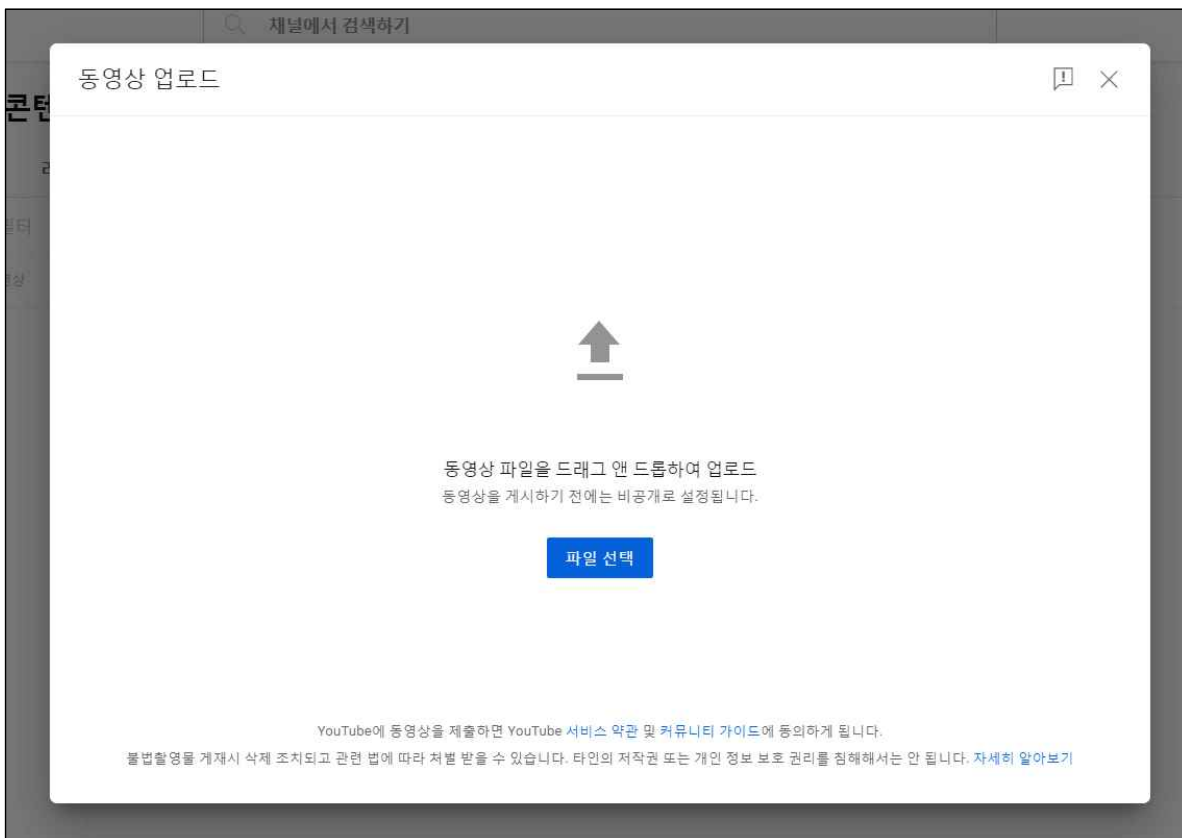 채널에서 검색하기
동영상 업로드
콘텐
필터
동영상 파일을 드래그 앤 드롭하여 업로드
동영상을 게시하기 전에는 비공개로 설정됩니다.
파일 선택
YouTube에 동영상을 제출하면 YouTube 서비스 약관 및 커뮤니티 가이드에 동의하게 됩니다.
불법촬영물 게재시 삭제 조치되고 관련 법에 따라 처벌 받을 수 있습니다. 타인의 저작권 또는 개인 정보 보호 권리를 침해해서는 안 됩니다. 자세히 알아보기